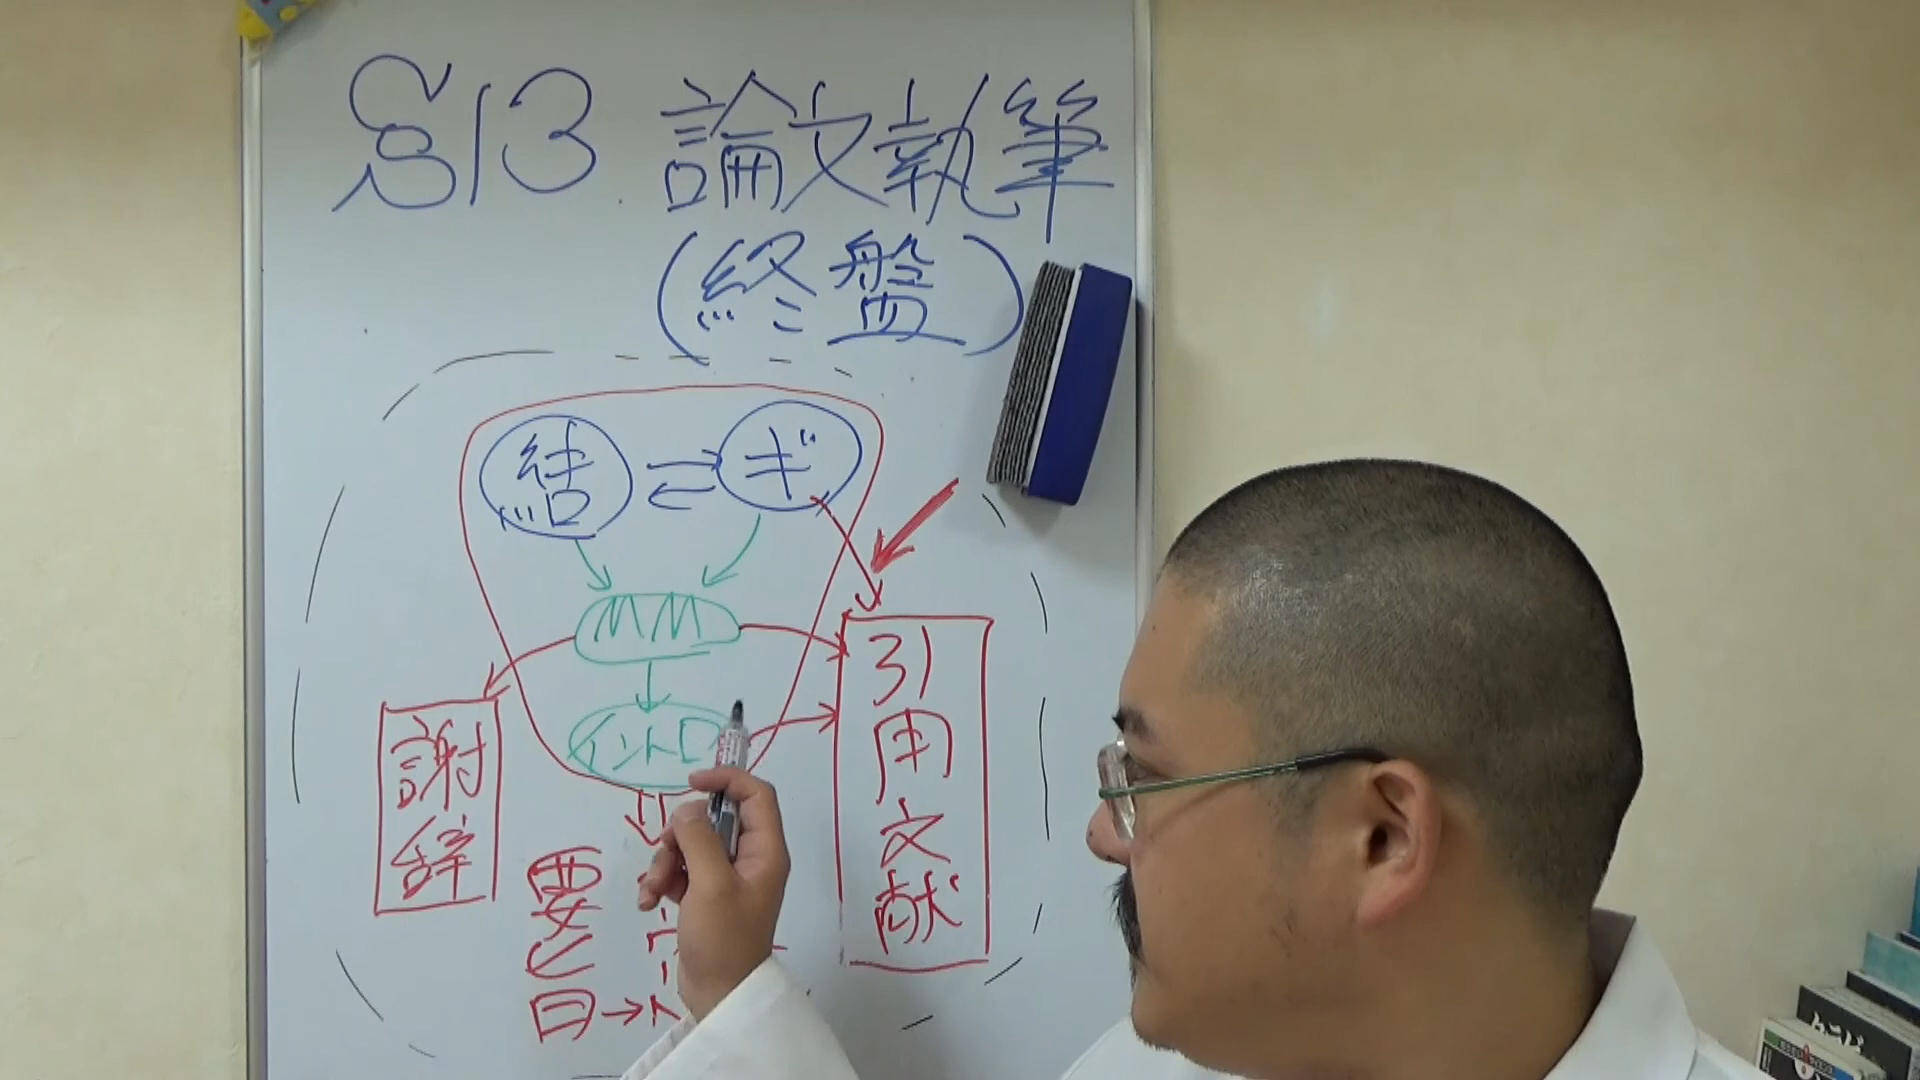 §13 論文執筆
(終盤)
結
ギ
MM
イントロ
謝辞
引用文献
要旨→